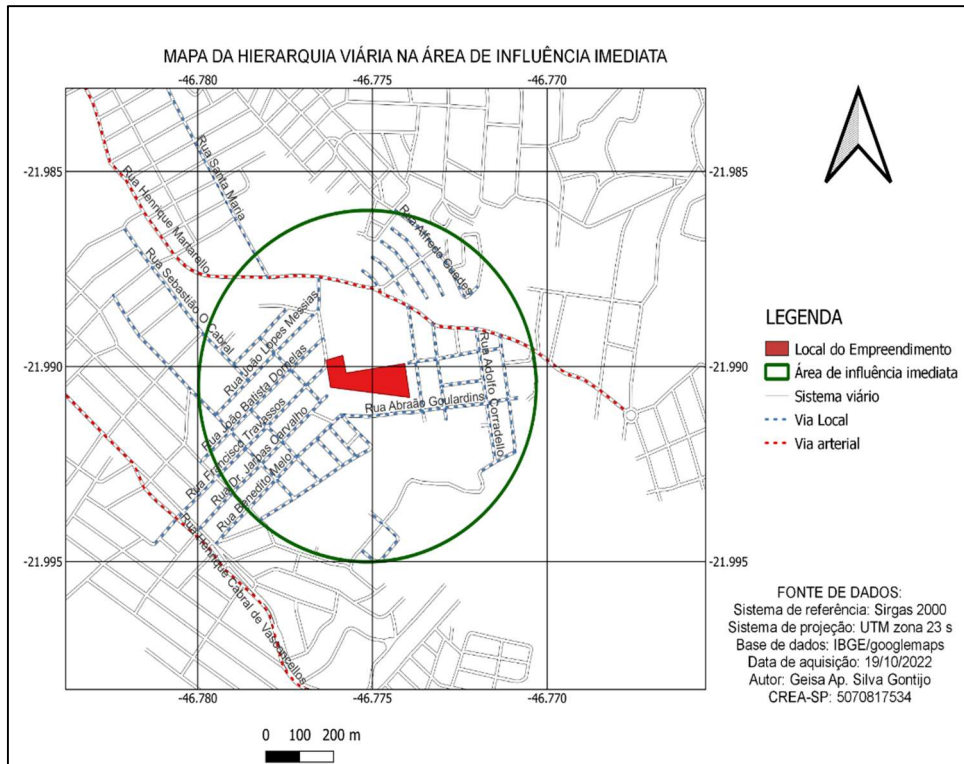 MAPA DA HIERARQUIA VIÁRIA NA ÁREA DE INFLUÊNCIA IMEDIATA
-46.780
-46.775
-46.770
-21.985
-21.985
Rua Santa Maria
Rua Henrique Martarello
Rua Alfredo Guedes
Rua Sebastião O Cabral
Rua João Lopes Messias
-21.990
-21.990
Rua João Batista Dornelas
Rua Adolfo Corradello
Rua Abraão Goulardins
Rua Francisco Travassos
Rua Dr. Jarbas Carvalho
Rua Benedito Melo
Rua Henrique Cabral de Vasconcellos
-21.995
-21.995
-46.780
-46.775
-46.770
LEGENDA
Local do Empreendimento
Área de influência imediata
Sistema viário
Via Local
Via arterial
FONTE DE DADOS:
Sistema de referência: Sirgas 2000
Sistema de projeção: UTM zona 23 s
Base de dados: IBGE/googlemaps
Data de aquisição: 19/10/2022
Autor: Geisa Ap. Silva Gontijo
CREA-SP: 5070817534
0 100 200 m